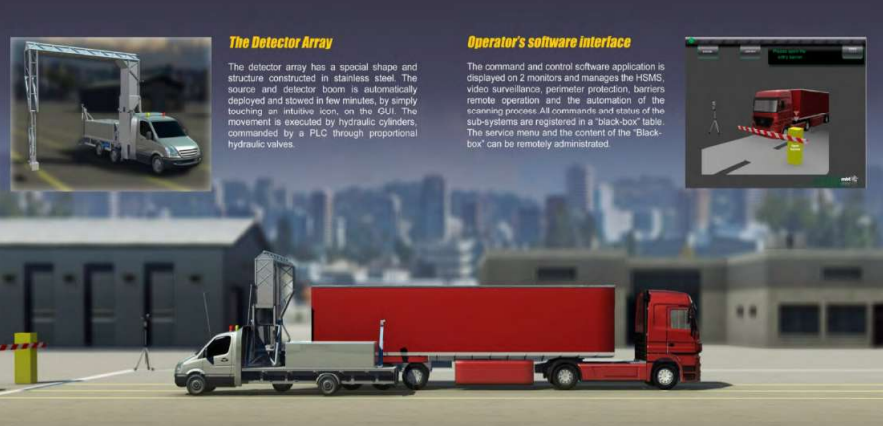 The Detector Array
The detector array has a special shape and
structure constructed in stainless steel. The
source and detector boom is automatically
deployed and stowed in few minutes, by simply
touching an intuitive icon, on the GUI. The
movement is executed by hydraulic cylinders,
commanded by a PLC through proportional
hydraulic valves.
Operator's software interface
The command and control software application is
displayed on 2 monitors and manages the HSMS,
video surveillance, perimeter protection, barriers
remote operation and the automation of the
scanning process. All commands and status of the
sub-systems are registered in a "black-box" table.
The service menu and the content of the "Black-
box" can be remotely administrated.